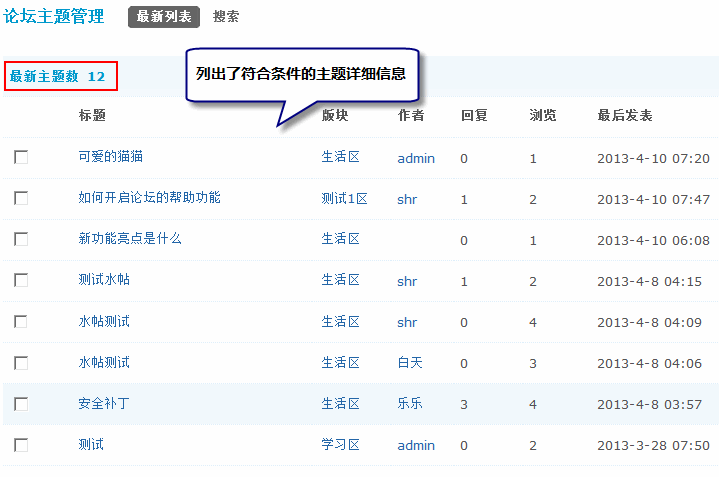 论坛主题管理 最新列表 搜索
最新主题数 12
列出了符合条件的主题详细信息
标题 版块 作者 回复 浏览 最后发表
可爱的猫猫 生活区 admin 0 1 2013-4-10 07:20
如何开启论坛的帮助功能 测试1区 shr 1 2 2013-4-10 07:47
新功能亮点是什么 生活区 0 1 2013-4-10 06:08
测试水帖 生活区 shr 1 2 2013-4-8 04:15
水帖测试 生活区 shr 0 4 2013-4-8 04:09
水帖测试 生活区 白天 0 3 2013-4-8 04:06
安全补丁 生活区 乐乐 3 4 2013-4-8 03:57
测试 学习区 admin 0 2 2013-3-28 07:50